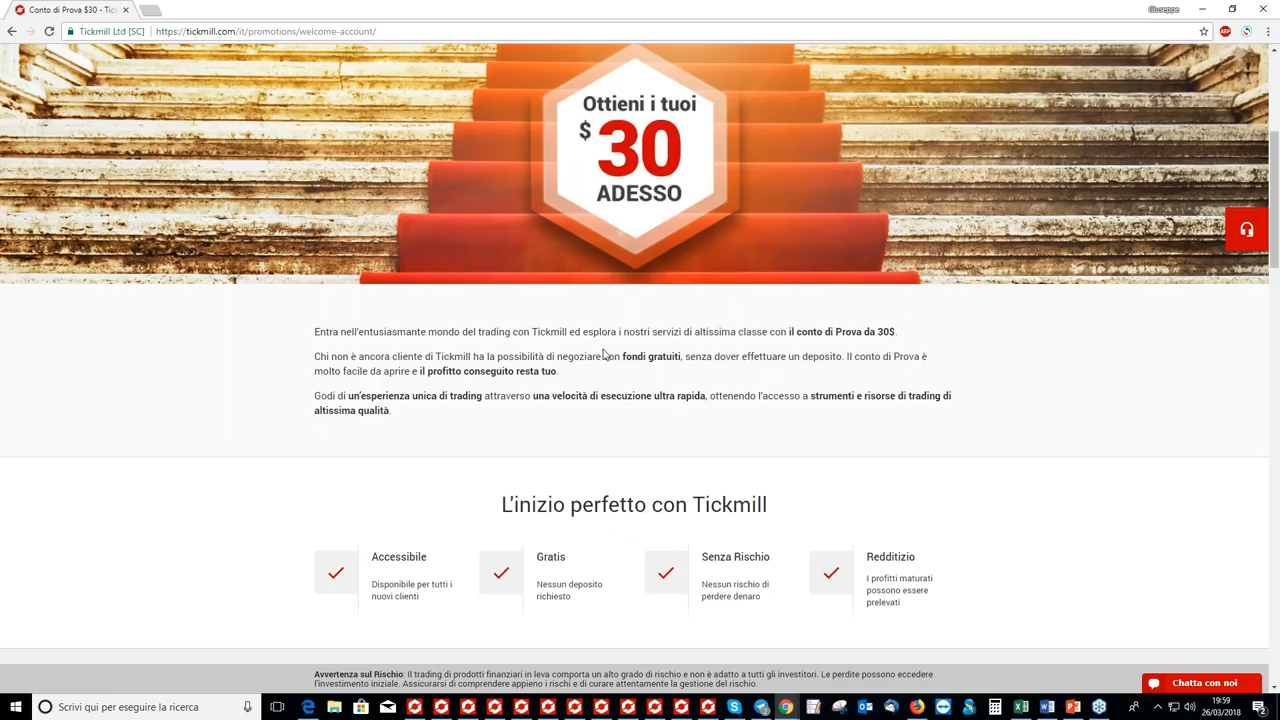 Conto di Prova $30 - Tick
Giuseppe
Tickmill Ltd [SC]
https://tickmill.com/it/promotions/welcome-account/
ABP
Ottieni i tuoi
$ 30
ADESSO
Entra nell'entusiasmante mondo del trading con Tickmill ed esplora i nostri servizi di altissima classe con il conto di Prova da 30$.
Chi non è ancora cliente di Tickmill ha la possibilità di negoziare con fondi gratuiti, senza dover effettuare un deposito. Il conto di Prova è
molto facile da aprire e il profitto conseguito resta tuo.
Godi di un'esperienza unica di trading attraverso una velocità di esecuzione ultra rapida, ottenendo l'accesso a strumenti e risorse di trading di
altissima qualità.
L'inizio perfetto con Tickmill
Accessibile
Disponibile per tutti i
nuovi clienti
Gratis
Nessun deposito
richiesto
Senza Rischio
Nessun rischio di
perdere denaro
Redditizio
I profitti maturati
possono essere
prelevati
Avvertenza sul Rischio: Il trading di prodotti finanziari in leva comporta un alto grado di rischio e non è adatto a tutti gli investitori. Le perdite possono eccedere
l'investimento iniziale. Assicurarsi di comprendere appieno i rischi e di curare attentamente la gestione del rischio.
Chatta con noi
Scrivi qui per eseguire la ricerca
19:59
26/03/2018